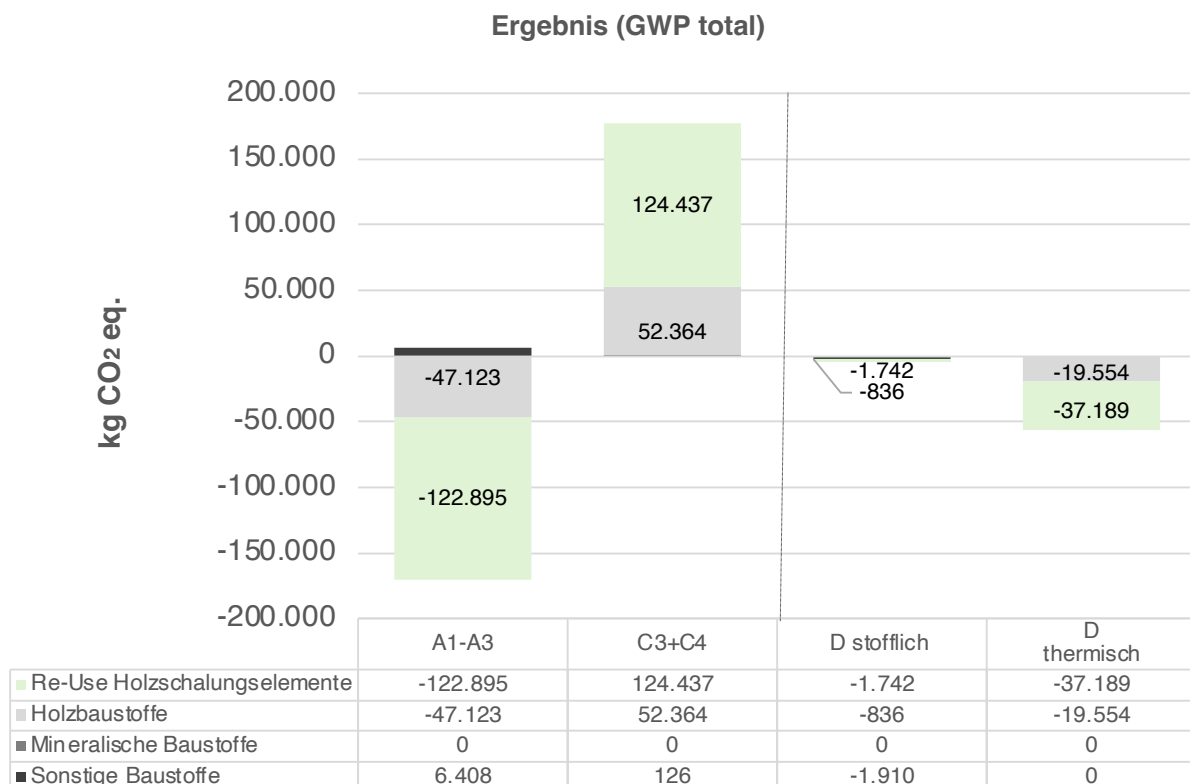 Ergebnis (GWP total)
kg CO2 eq.
200.000
150.000
100.000
50.000
0
-50.000
-100.000
-150.000
-200.000
-47.123
-122.895
124.437
52.364
-1.742
-836
-19.554
-37.189
A1-A3 C3+C4 D stofflich D
thermisch
Re-Use Holzschalungselemente -122.895 124.437 -1.742 -37.189
Holzbaustoffe -47.123 52.364 -836 -19.554
Mineralische Baustoffe 0 0 0 0
Sonstige Baustoffe 6.408 126 -1.910 0